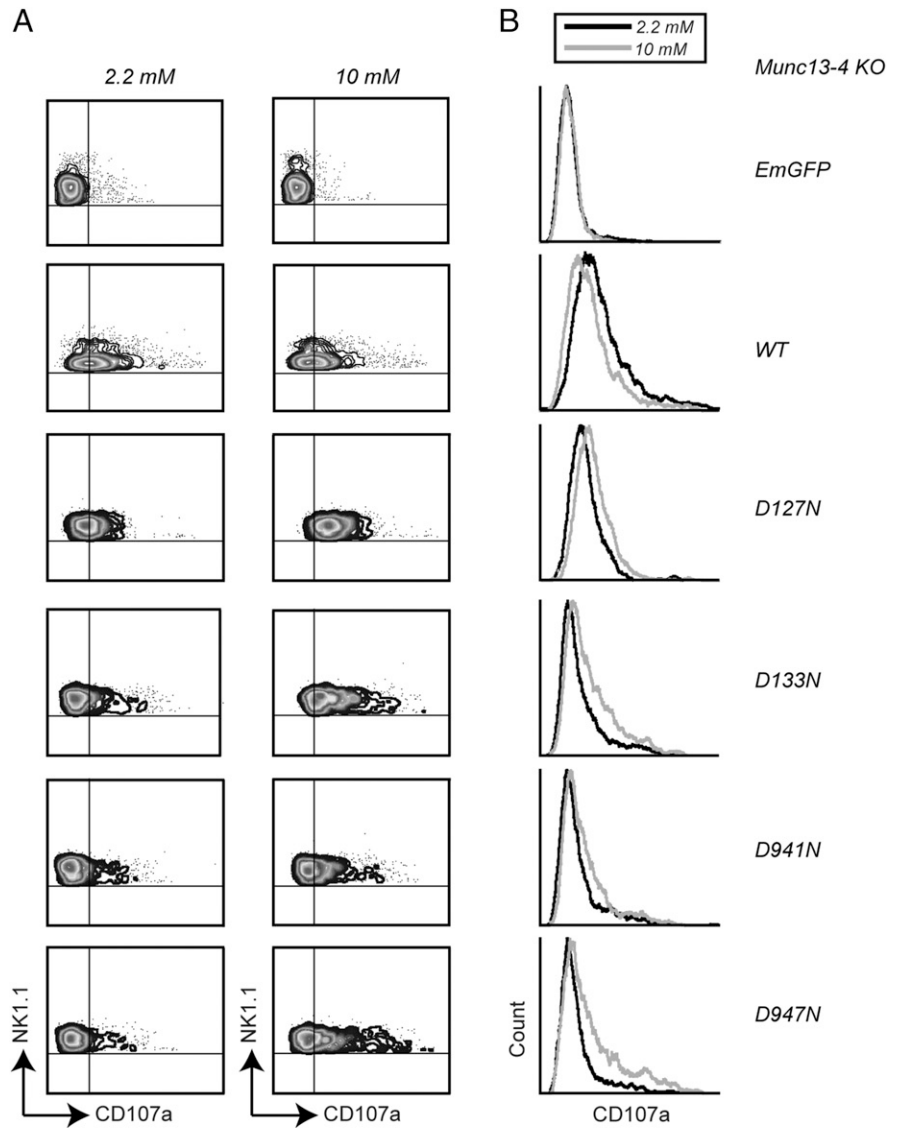 A
B
2.2 mM
10 mM
2.2 mM
10 mM
Munc13-4 KO
EmGFP
WT
D127N
D133N
D941N
D947N
NK1.1
NK1.1
Count
CD107a
CD107a
CD107a